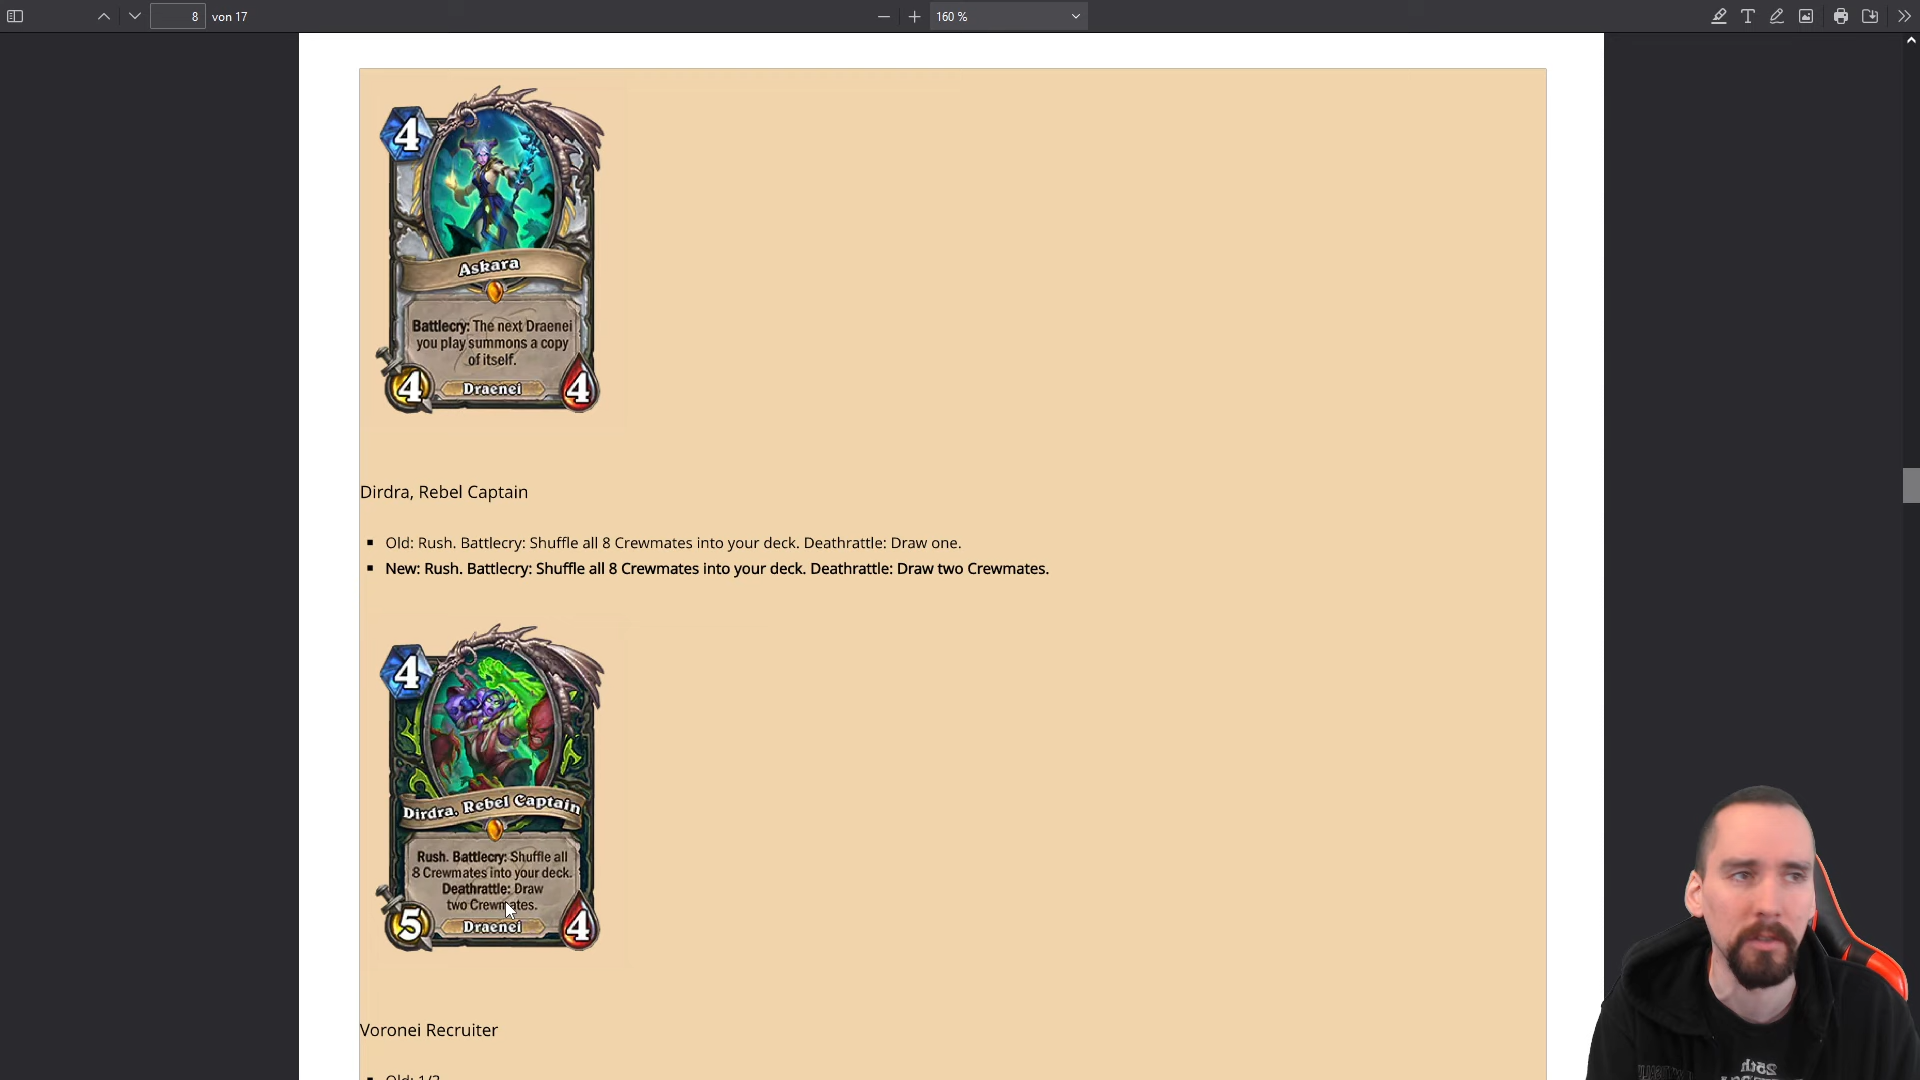 8 von 17
160 %
4
Askara
Battlecry: The next Draenei
you play summons a copy
of itself.
4 Draenei 4
Dirdra, Rebel Captain
Old: Rush. Battlecry: Shuffle all 8 Crewmates into your deck. Deathrattle: Draw one.
New: Rush. Battlecry: Shuffle all 8 Crewmates into your deck. Deathrattle: Draw two Crewmates.
4
Dirdra, Rebel Captain
Rush. Battlecry: Shuffle all
8 Crewmates into your deck.
Deathrattle: Draw
two Crewmates.
5 Draenei 4
Voronei Recruiter
25th